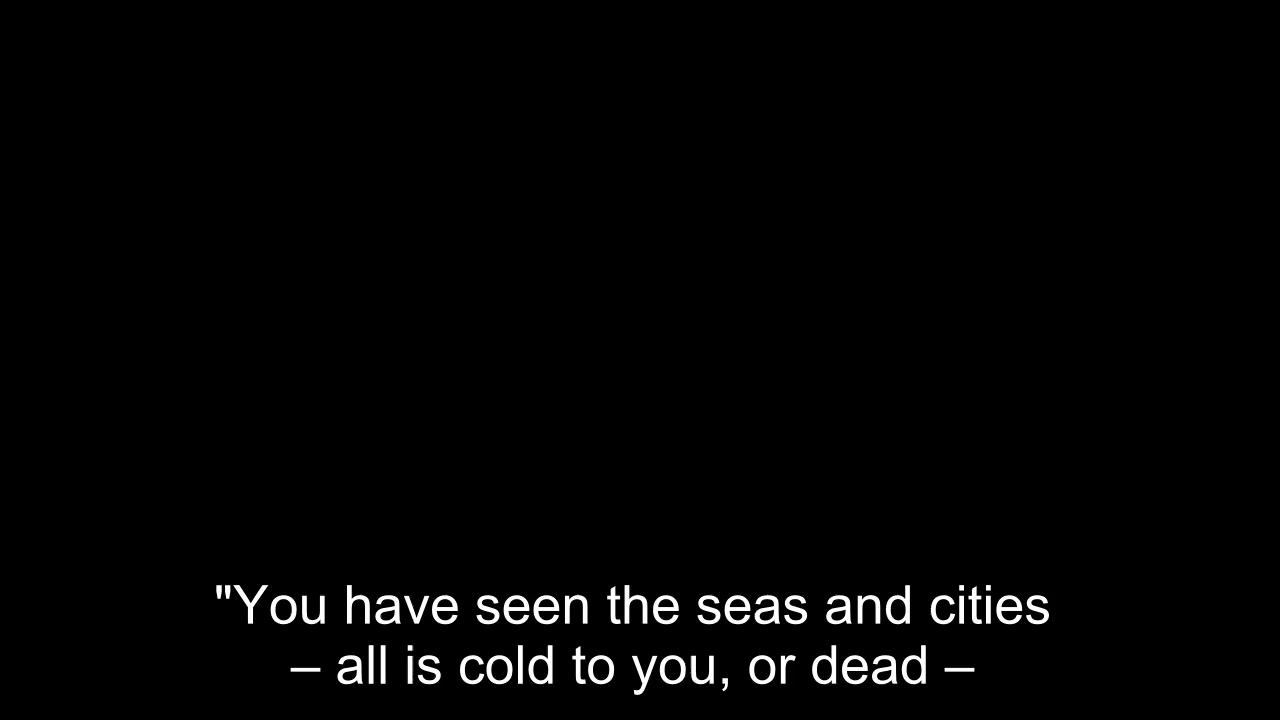 "You have seen the seas and cities
– all is cold to you, or dead –